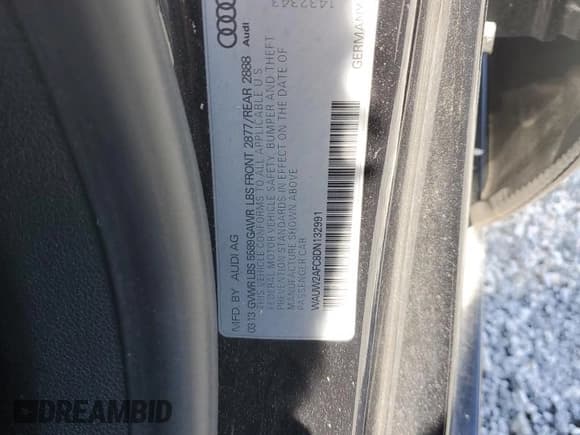 Audi
1432343
MFD. BY AUDI AG
03 13 GVWR LBS 5589 GAWR LBS FRONT 2877/REAR 2888
THIS VEHICLE CONFORMS TO ALL APPLICABLE U.S
FEDERAL MOTOR VEHICLE SAFETY, BUMPER AND THEFT
PREVENTION STANDARDS IN EFFECT ON THE DATE OF
MANUFACTURE SHOWN ABOVE
PASSENGER CAR
WAUW2AFC8DN132991
GERMANY
DREAMBID